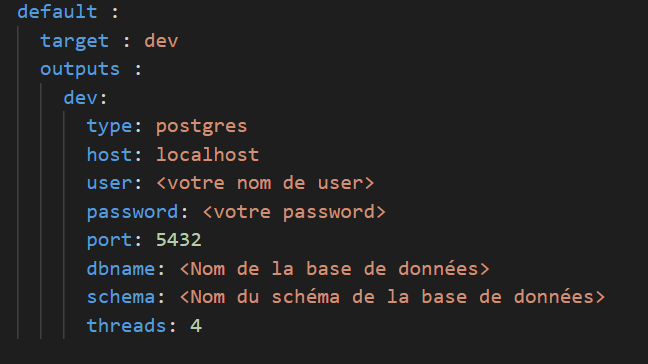 default :
  target : dev
  outputs :
    dev:
      type: postgres
      host: localhost
      user: <votre nom de user>
      password: <votre password>
      port: 5432
      dbname: <Nom de la base de données>
      schema: <Nom du schéma de la base de données>
      threads: 4